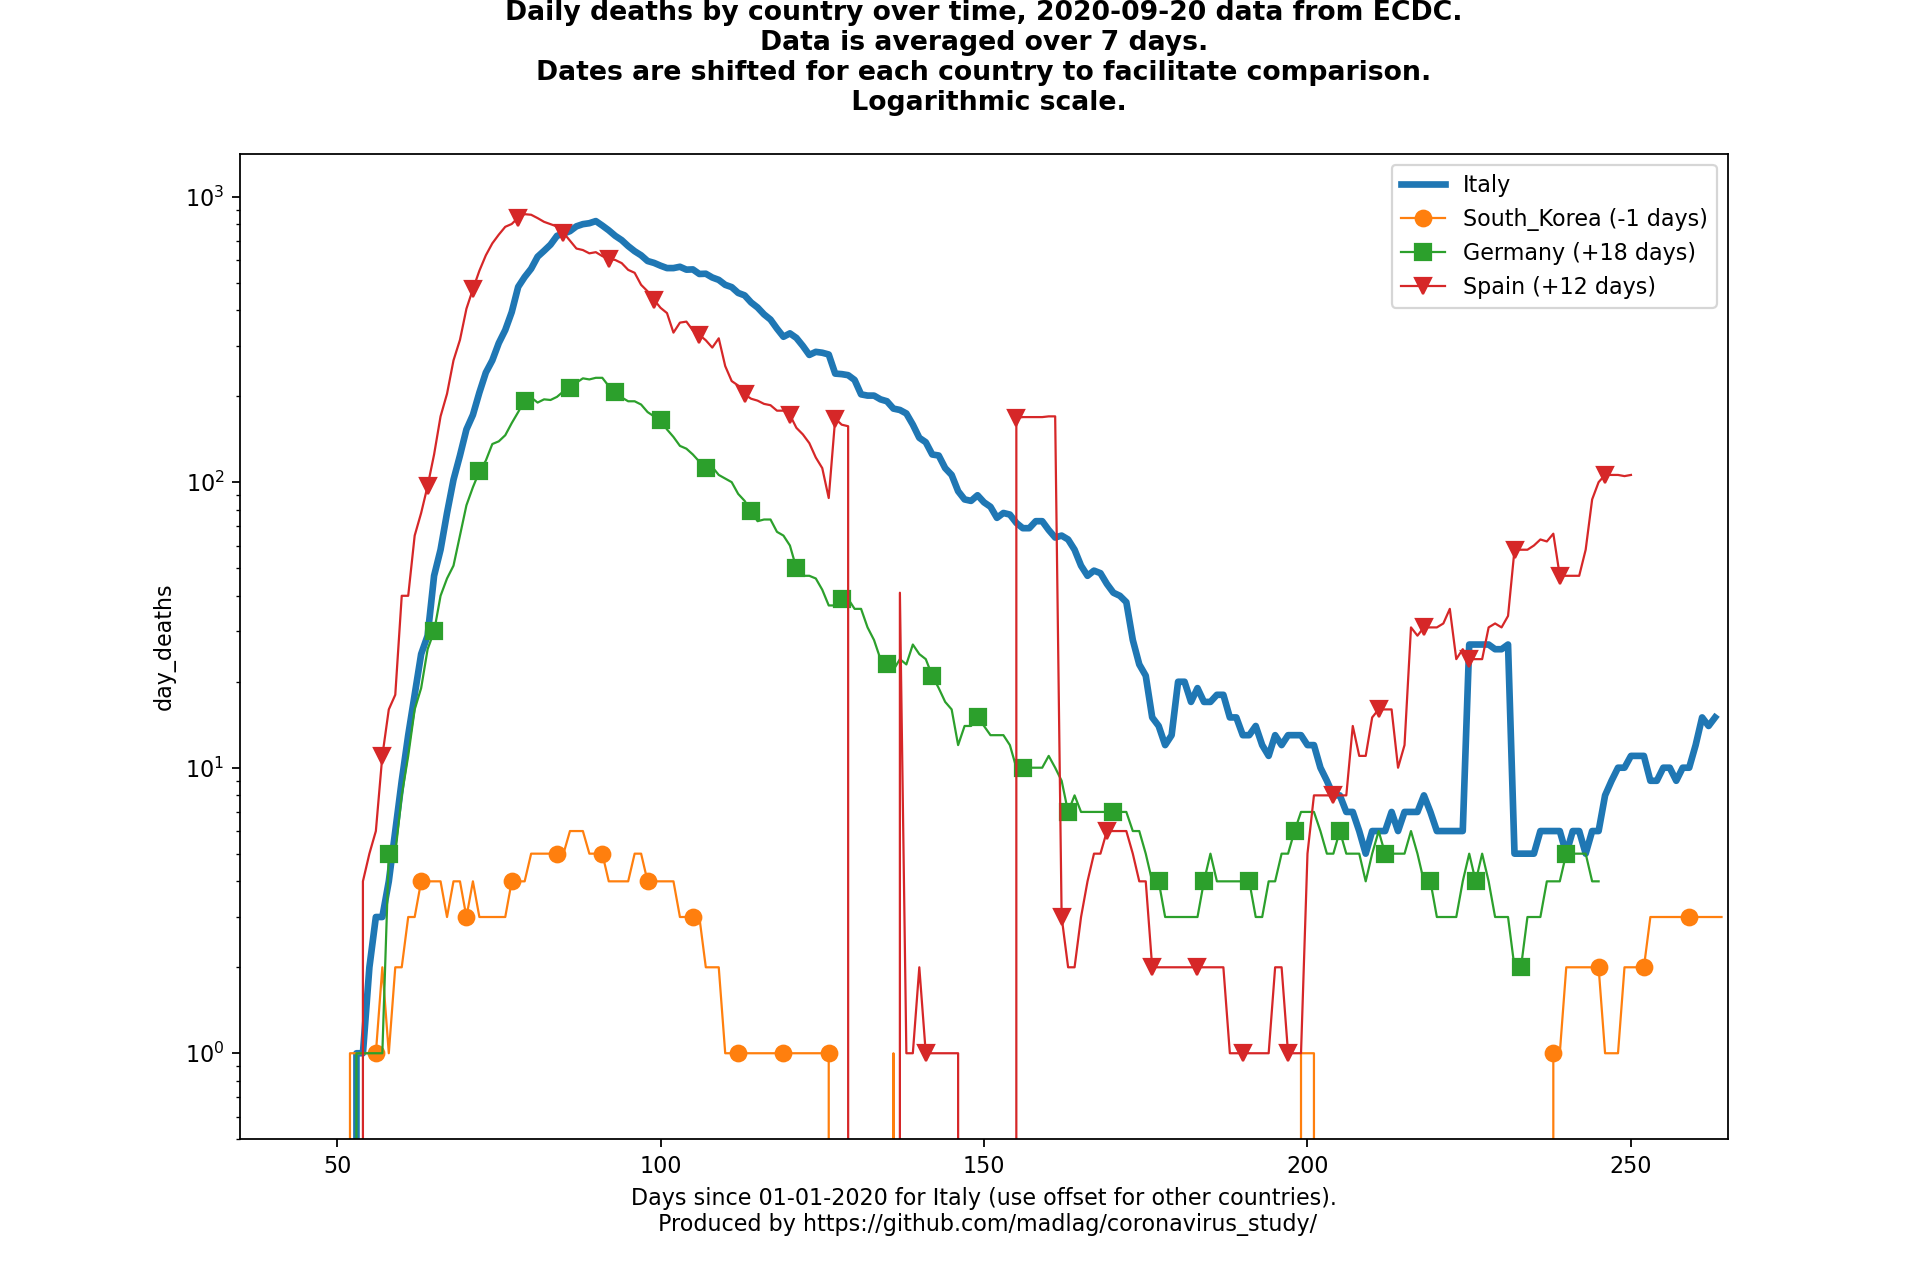 Daily deaths by country over time, 2020-09-20 data from ECDC.
Data is averaged over 7 days.
Dates are shifted for each country to facilitate comparison.
Logarithmic scale.
Italy
South_Korea (-1 days)
Germany (+18 days)
Spain (+12 days)
10³
10²
10¹
10⁰
day_deaths
50 100 150 200 250
Days since 01-01-2020 for Italy (use offset for other countries).
Produced by https://github.com/madlag/coronavirus_study/